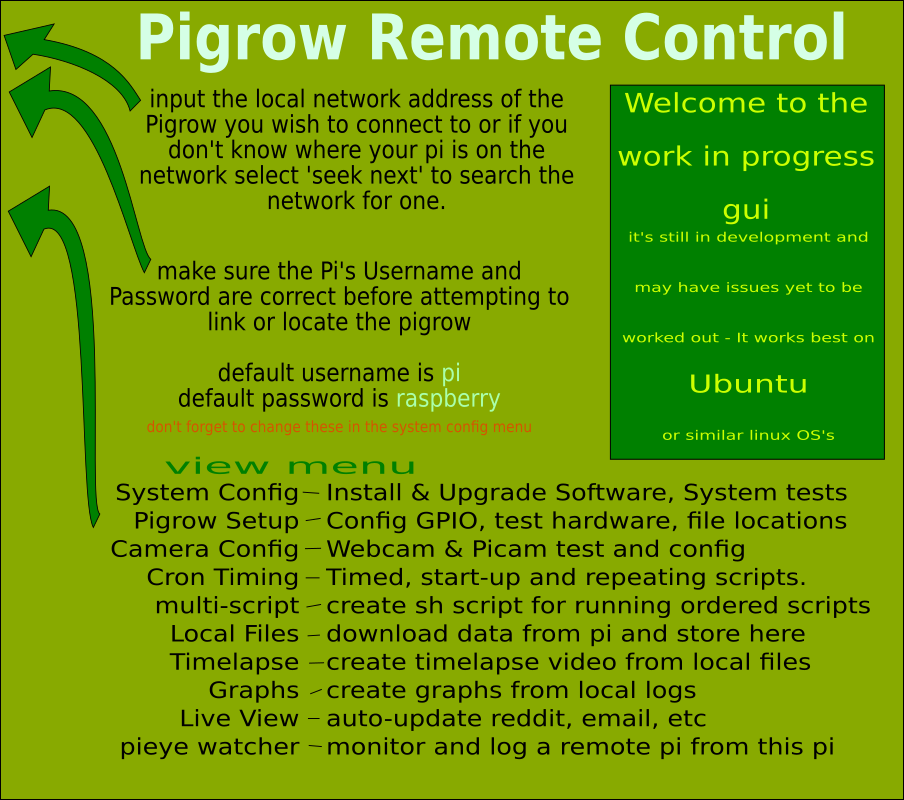 Pigrow Remote Control
input the local network address of the
Pigrow you wish to connect to or if you
don't know where your pi is on the
network select 'seek next' to search the
network for one.
make sure the Pi's Username and
Password are correct before attempting to
link or locate the pigrow
default username is pi
default password is raspberry
don't forget to change these in the system config menu
Welcome to the
work in progress
gui
it's still in development and
may have issues yet to be
worked out - It works best on
Ubuntu
or similar linux OS's
view menu
System Config – Install & Upgrade Software, System tests
Pigrow Setup – Config GPIO, test hardware, file locations
Camera Config – Webcam & Picam test and config
Cron Timing – Timed, start-up and repeating scripts.
multi-script – create sh script for running ordered scripts
Local Files – download data from pi and store here
Timelapse – create timelapse video from local files
Graphs – create graphs from local logs
Live View – auto-update reddit, email, etc
pieye watcher – monitor and log a remote pi from this pi